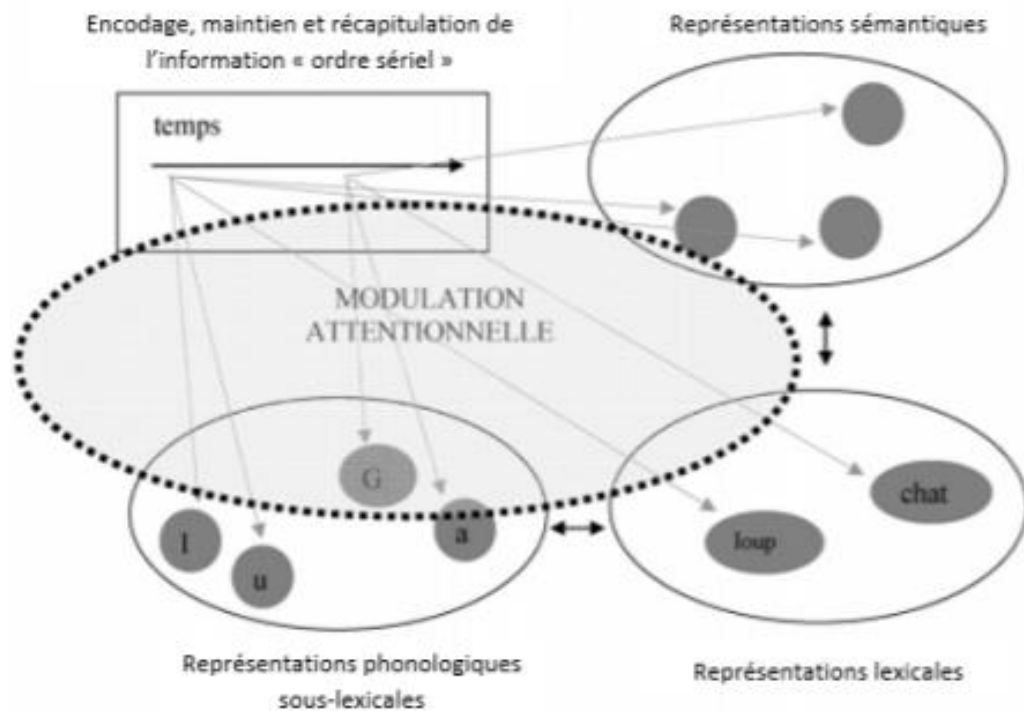 Encodage, maintien et récapitulation de
l'information « ordre sériel »
Représentations sémantiques
temps
MODULATION
ATTENTIONNELLE
G
chat
l
a
loup
u
Représentations phonologiques
sous-lexicales
Représentations lexicales